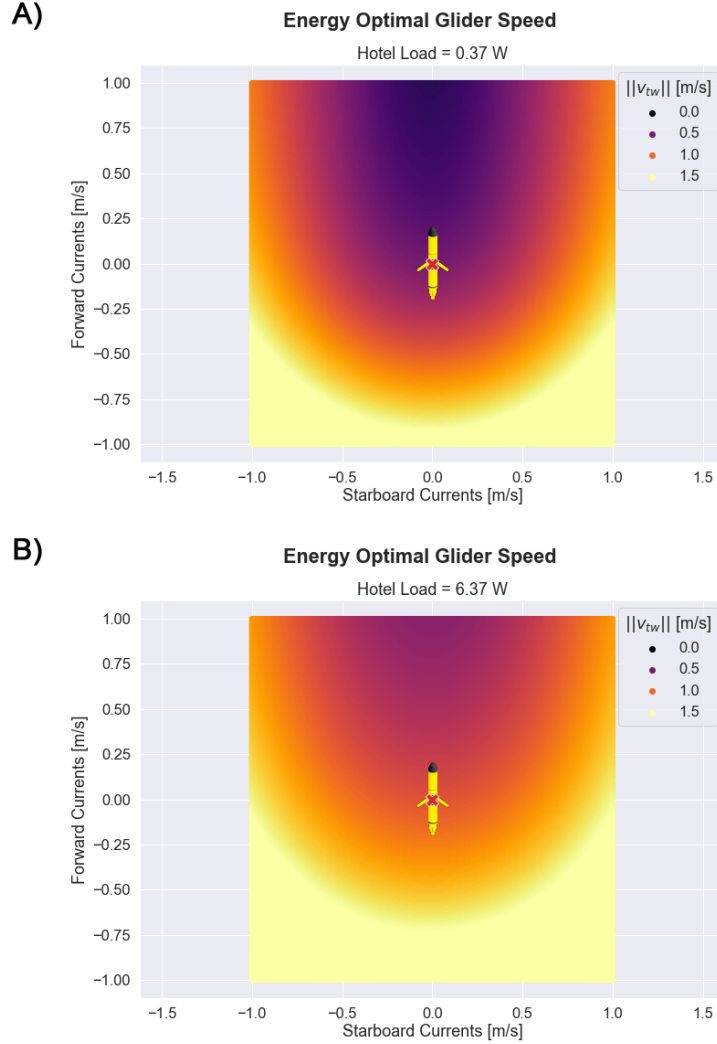 A)
Energy Optimal Glider Speed
Hotel Load = 0.37 W
||v_tw|| [m/s]
0.0
0.5
1.0
1.5
1.00
0.75
0.50
0.25
0.00
−0.25
−0.50
−0.75
−1.00
Forward Currents [m/s]
−1.5 −1.0 −0.5 0.0 0.5 1.0 1.5
Starboard Currents [m/s]
B)
Energy Optimal Glider Speed
Hotel Load = 6.37 W
||v_tw|| [m/s]
0.0
0.5
1.0
1.5
1.00
0.75
0.50
0.25
0.00
−0.25
−0.50
−0.75
−1.00
Forward Currents [m/s]
−1.5 −1.0 −0.5 0.0 0.5 1.0 1.5
Starboard Currents [m/s]